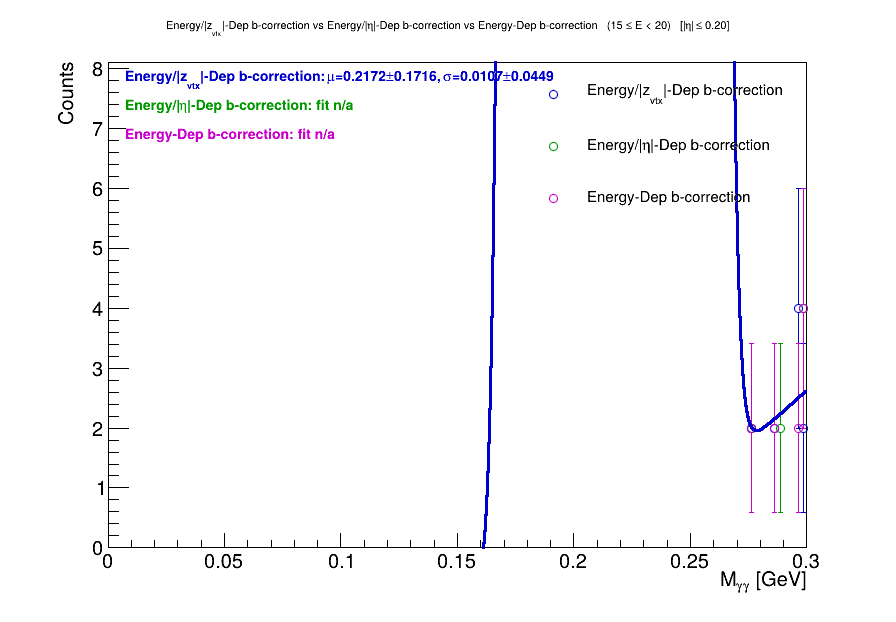 Energy/|z_vtx|-Dep b-correction vs Energy/|η|-Dep b-correction vs Energy-Dep b-correction (15 ≤ E < 20) [|η| ≤ 0.20]
Energy/|z_vtx|-Dep b-correction: μ=0.2172±0.1716, σ=0.0107±0.0449
Energy/|η|-Dep b-correction: fit n/a
Energy-Dep b-correction: fit n/a
Energy/|z_vtx|-Dep b-correction
Energy/|η|-Dep b-correction
Energy-Dep b-correction
Counts
8
7
6
5
4
3
2
1
0
0 0.05 0.1 0.15 0.2 0.25 0.3
M_γγ [GeV]